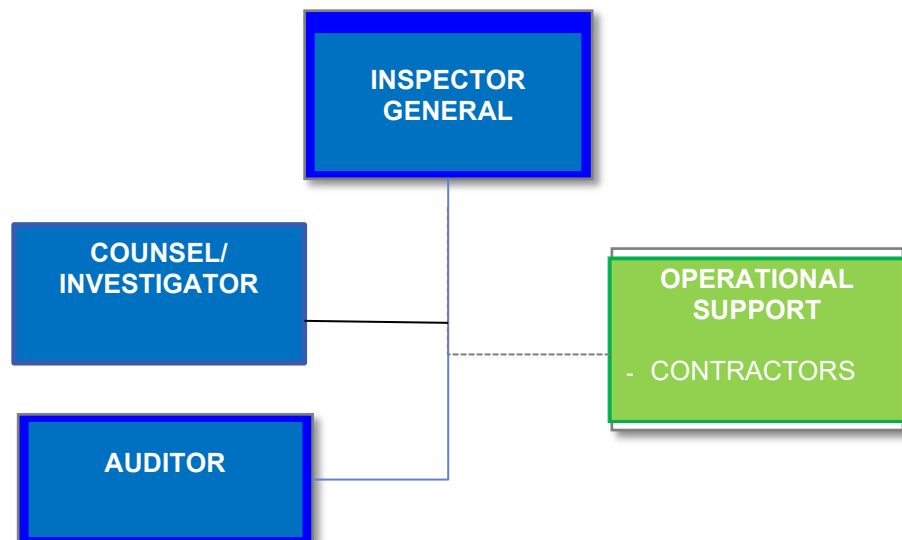 INSPECTOR
GENERAL
COUNSEL/
INVESTIGATOR
OPERATIONAL
SUPPORT
- CONTRACTORS
AUDITOR